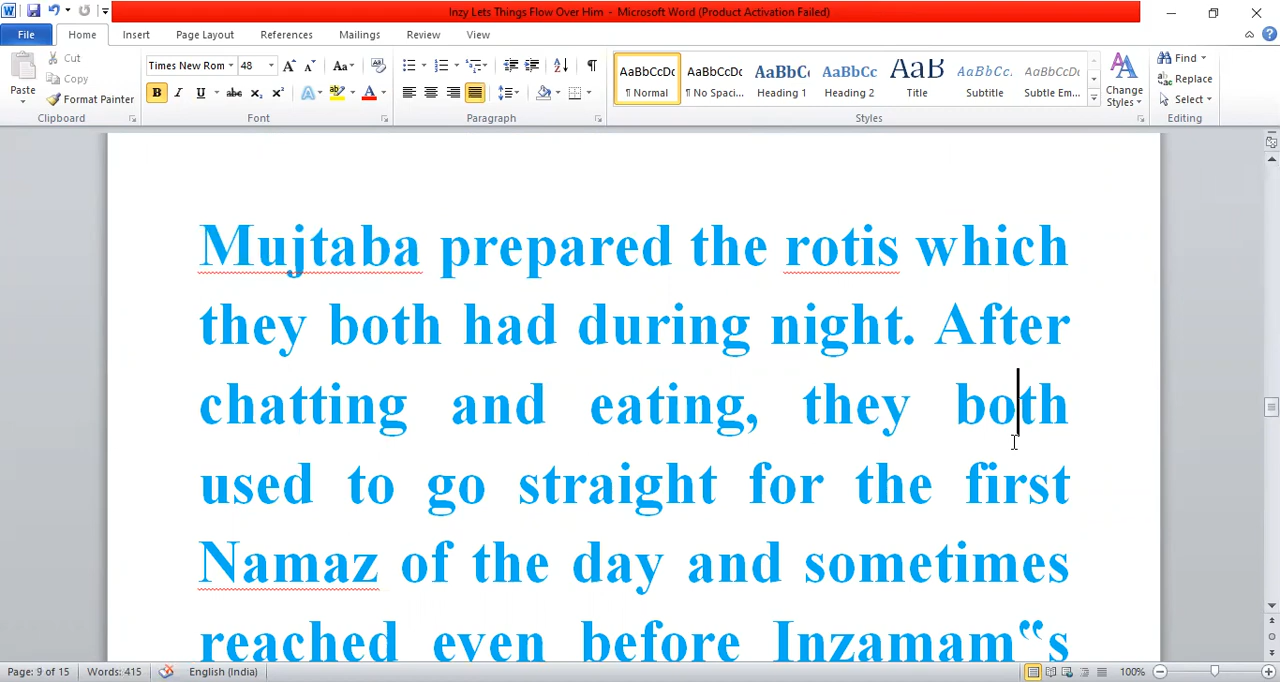 Inzy Lets Things Flow Over Him - Microsoft Word (Product Activation Failed)
File Home Insert Page Layout References Mailings Review View
Paste
Cut
Copy
Format Painter
Clipboard
Times New Rom 48
Font
Paragraph
AaBbCcDc AaBbCcDc AaBbC AaBbCc AaB AaBbCc. AaBbCcDc
¶ Normal ¶ No Spaci... Heading 1 Heading 2 Title Subtitle Subtle Em...
Change
Styles
Styles
Find
Replace
Select
Editing
Mujtaba prepared the rotis which
they both had during night. After
chatting and eating, they both
used to go straight for the first
Namaz of the day and sometimes
reached even before Inzamam‟s
Page: 9 of 15 Words: 415 English (India) 100%